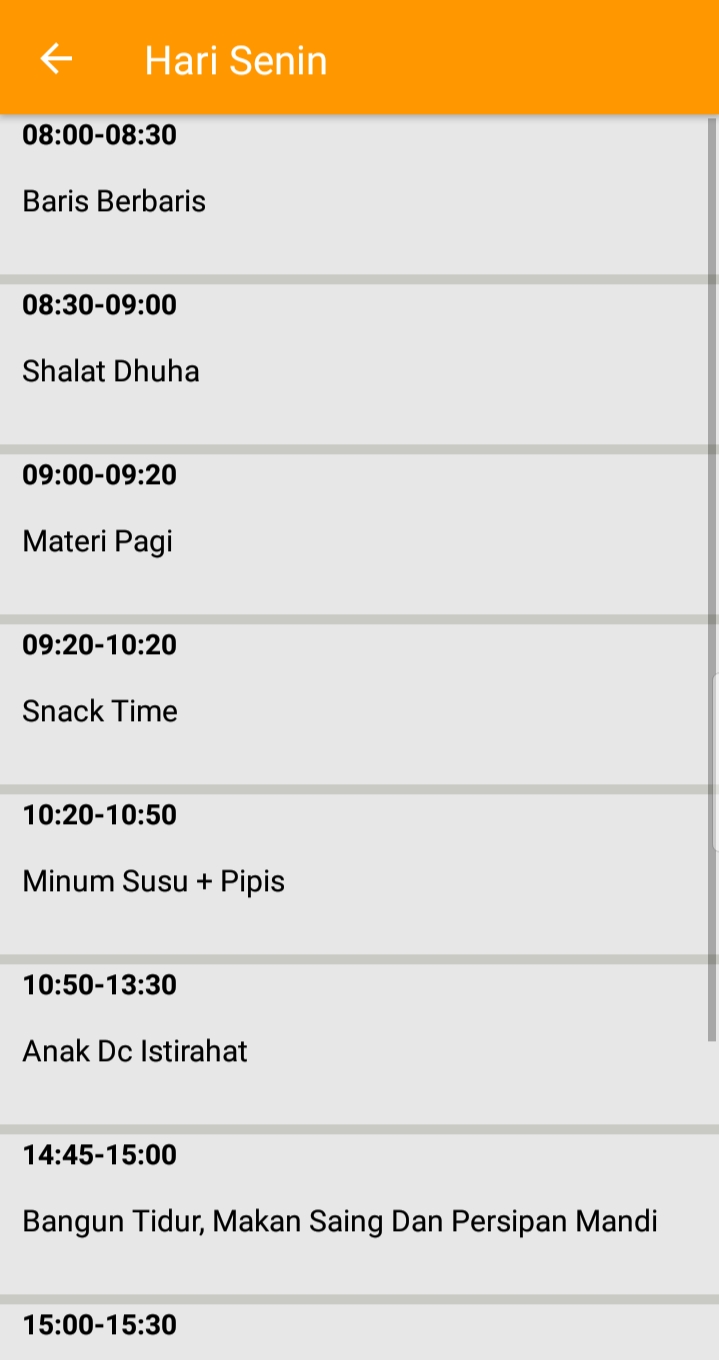 Hari Senin
08:00-08:30
Baris Berbaris
08:30-09:00
Shalat Dhuha
09:00-09:20
Materi Pagi
09:20-10:20
Snack Time
10:20-10:50
Minum Susu + Pipis
10:50-13:30
Anak Dc Istirahat
14:45-15:00
Bangun Tidur, Makan Saing Dan Persipan Mandi
15:00-15:30